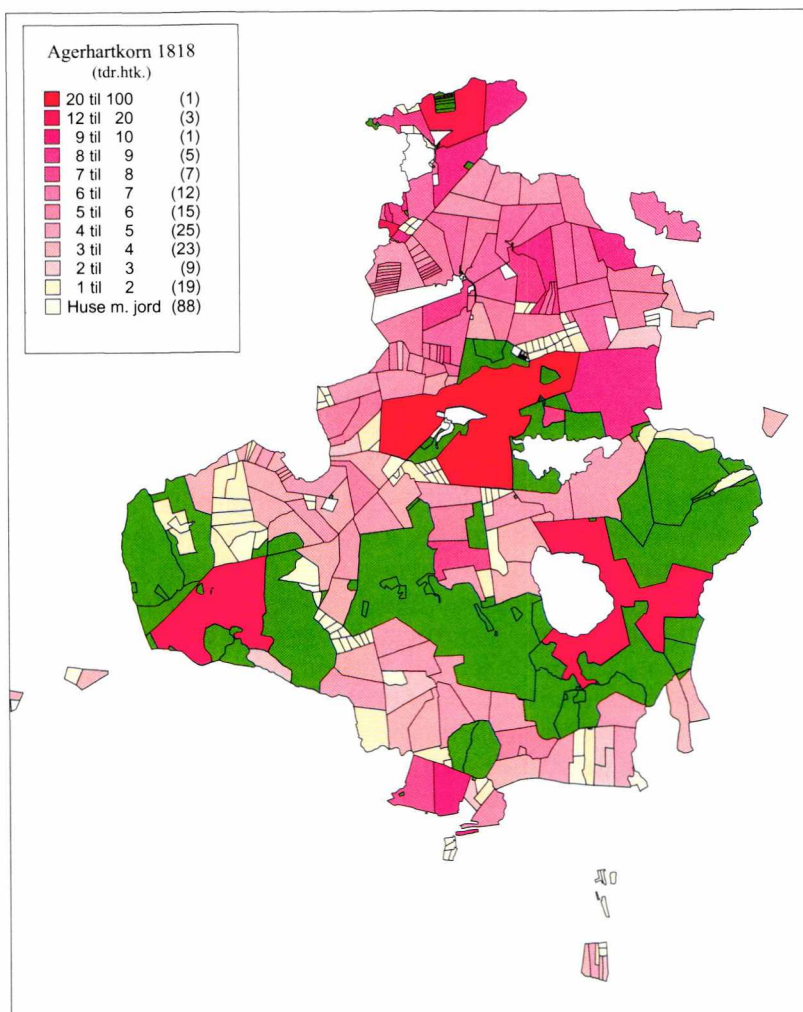 Agerhartkorn 1818
(tdr.htk.)
20 til 100 (1)
12 til 20 (3)
9 til 10 (1)
8 til 9 (5)
7 til 8 (7)
6 til 7 (12)
5 til 6 (15)
4 til 5 (25)
3 til 4 (23)
2 til 3 (9)
1 til 2 (19)
Huse m. jord (88)